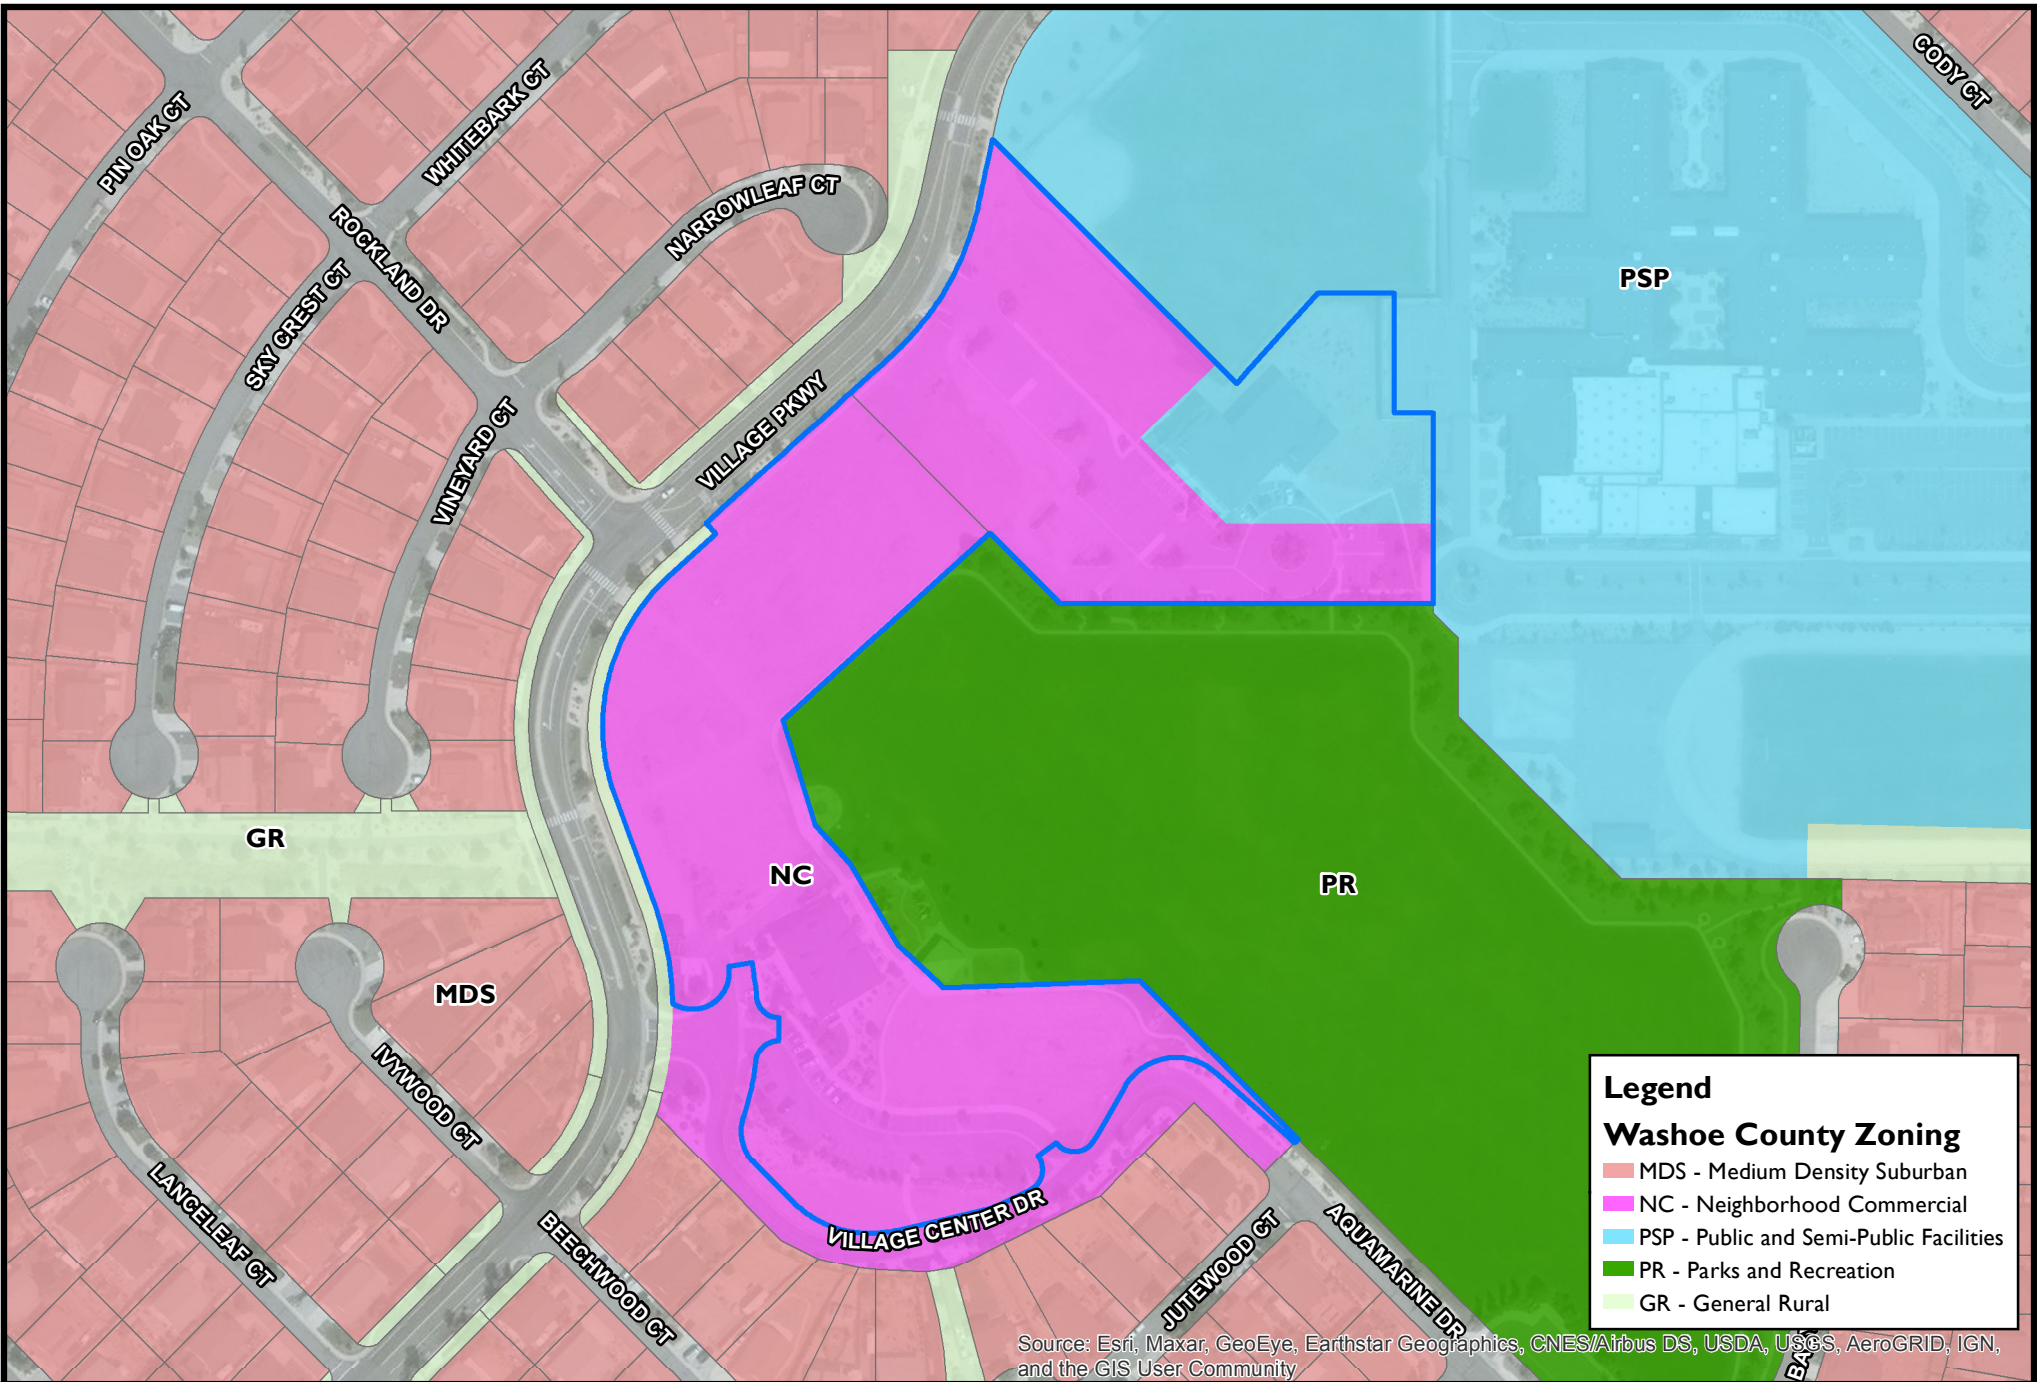 CODY CT
PIN OAK CT
WHITEBARK CT
NARROWLEAF CT
ROCKLAND DR
SKY CREST CT
PSP
VINEYARD CT
VILLAGE PKWY
GR
NC
PR
MDS
IVYWOOD CT
LANCELEAF CT
BEECHWOOD CT
VILLAGE CENTER DR
JUTEWOOD CT
AQUAMARINE DR
Legend
Washoe County Zoning
MDS - Medium Density Suburban
NC - Neighborhood Commercial
PSP - Public and Semi-Public Facilities
PR - Parks and Recreation
GR - General Rural
Source: Esri, Maxar, GeoEye, Earthstar Geographics, CNES/Airbus DS, USDA, USGS, AeroGRID, IGN,
and the GIS User Community